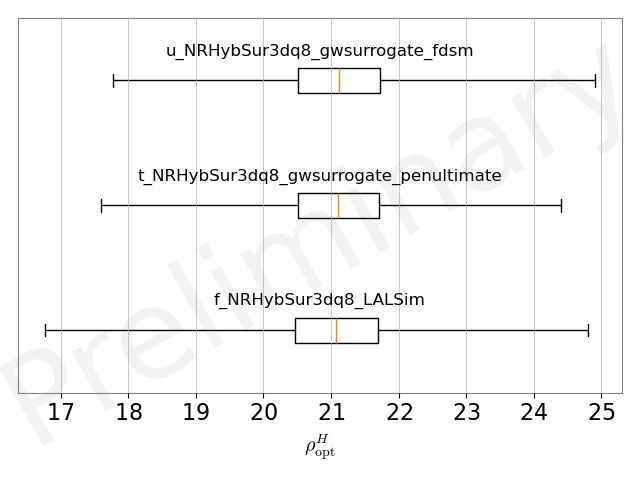 u_NRHybSur3dq8_gwsurrogate_fdsm
t_NRHybSur3dq8_gwsurrogate_penultimate
f_NRHybSur3dq8_LALSim
Preliminary
17 18 19 20 21 22 23 24 25
ρ^H_opt